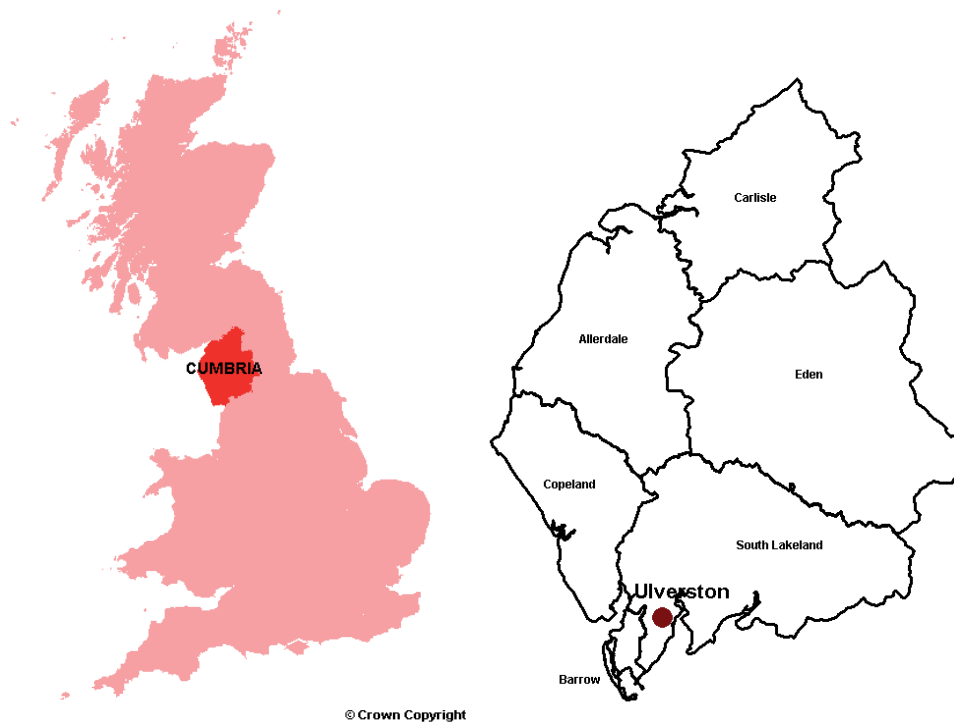 CUMBRIA
Carlisle
Allerdale
Eden
Copeland
South Lakeland
Ulverston
Barrow
© Crown Copyright